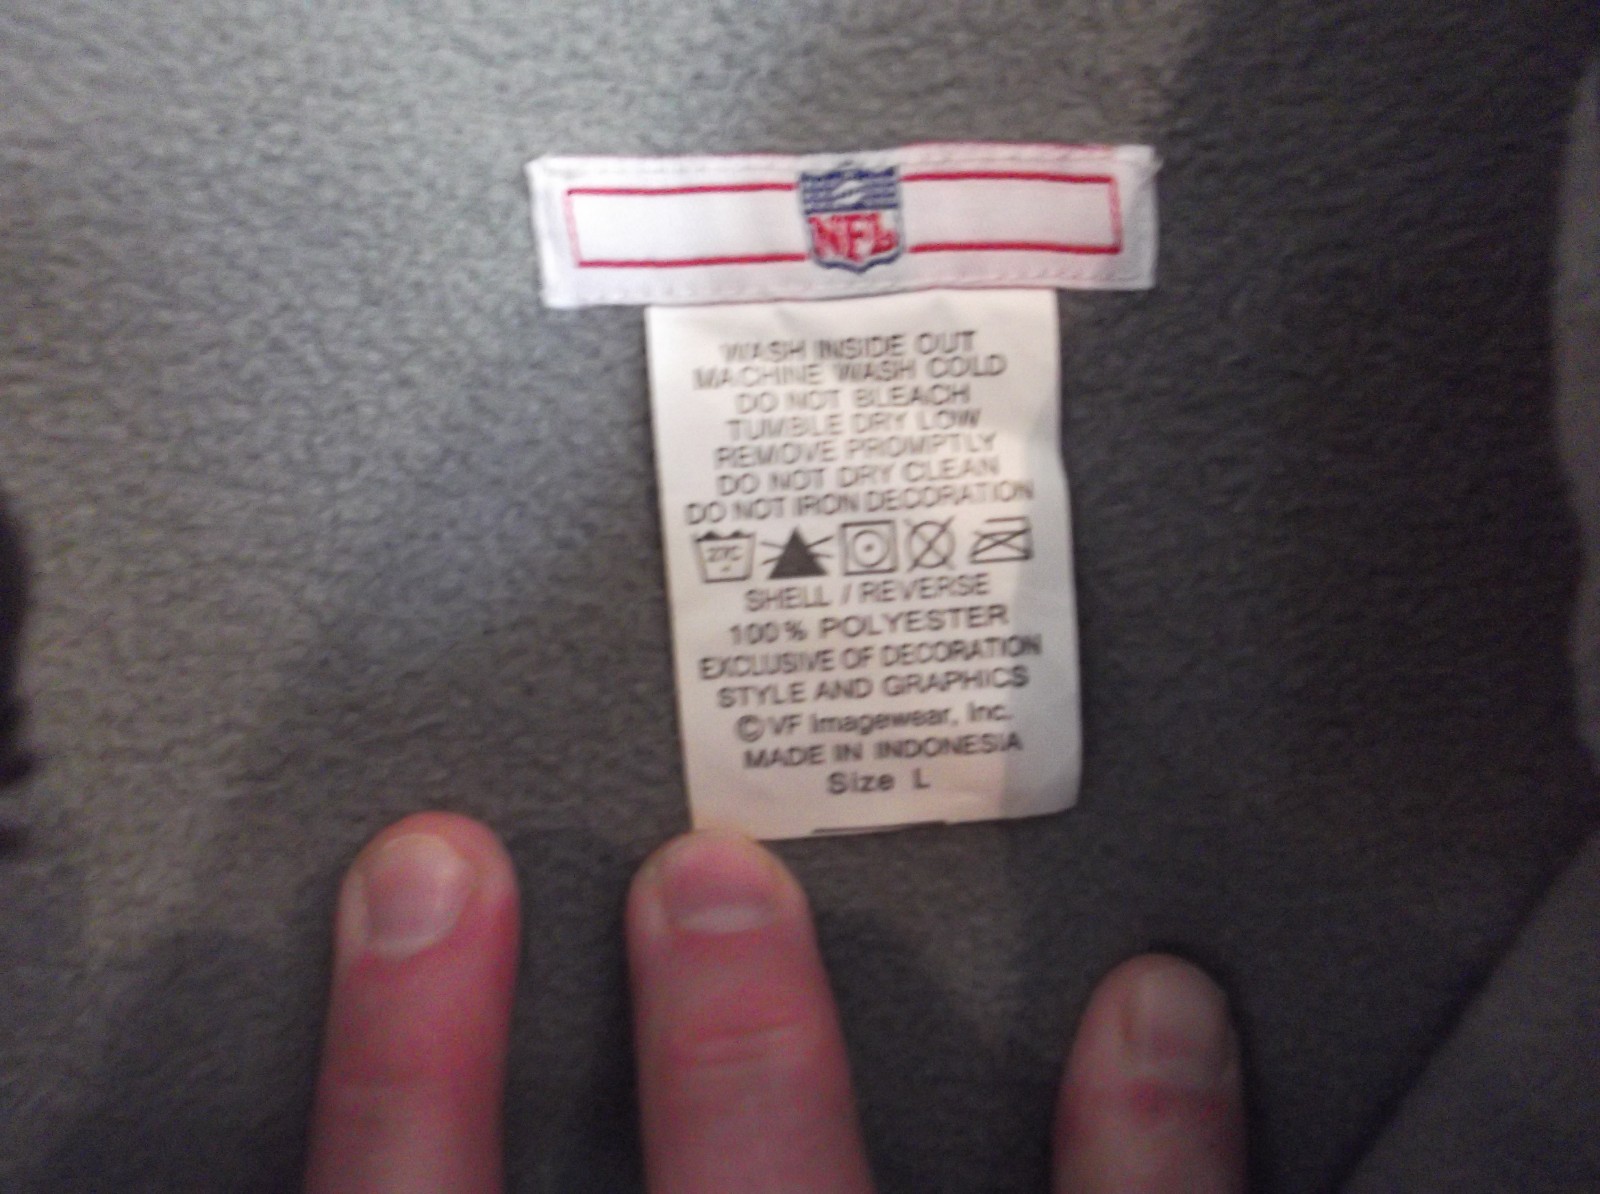 NFL
WASH INSIDE OUT
MACHINE WASH COLD
DO NOT BLEACH
TUMBLE DRY LOW
REMOVE PROMPTLY
DO NOT DRY CLEAN
DO NOT IRON DECORATION
27C
SHELL / REVERSE
100% POLYESTER
EXCLUSIVE OF DECORATION
STYLE AND GRAPHICS
© VF Imagewear, Inc.
MADE IN INDONESIA
Size L